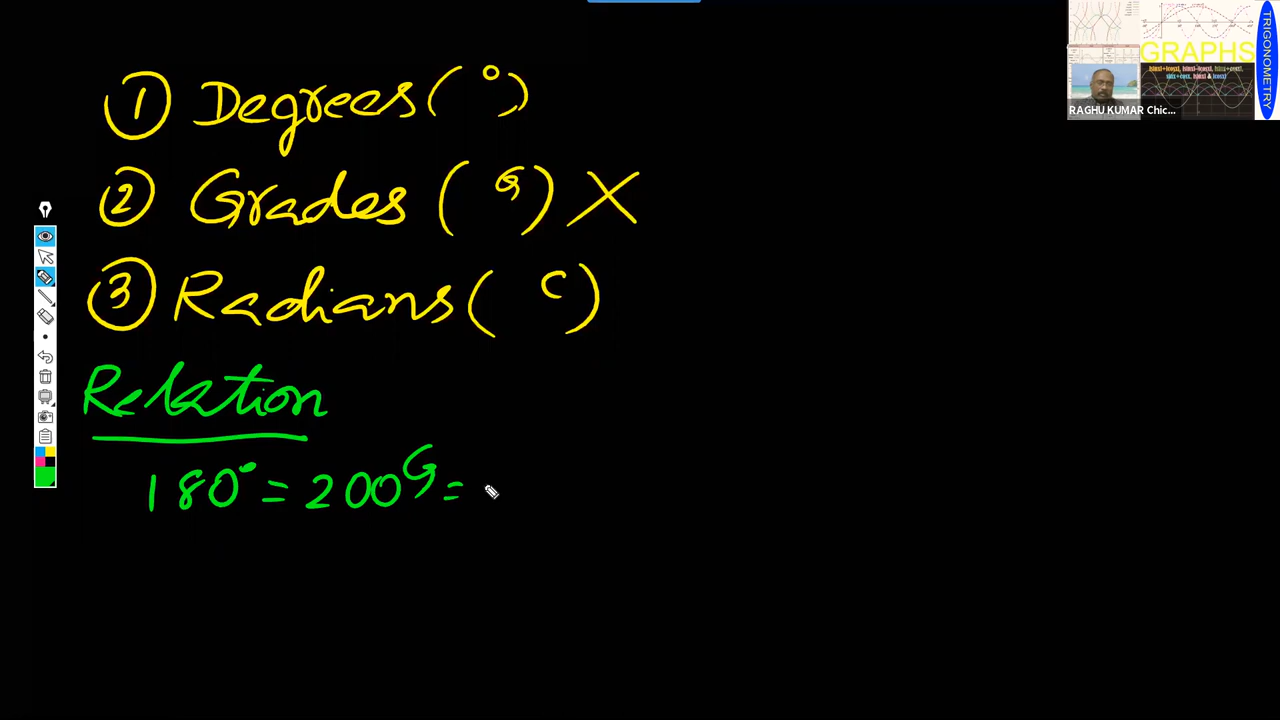 ① Degrees ( ° )
② Grades ( G ) X
③ Radians ( C )
Relation
180° = 200ᴳ =
GRAPHS
TRIGONOMETRY
RAGHU KUMAR Chic...